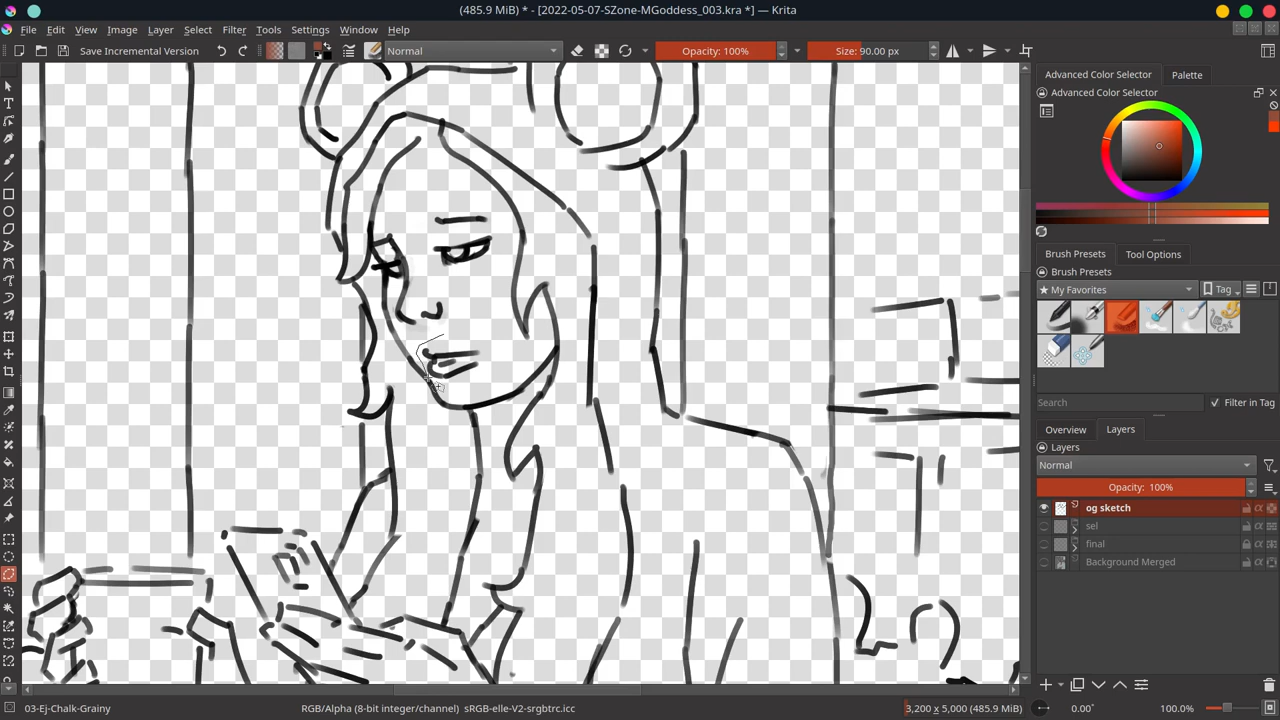 (485.9 MiB) * - [2022-05-07-SZone-MGoddess_003.kra *] — Krita
File Edit View Image Layer Select Filter Tools Settings Window Help
Save Incremental Version Normal Opacity: 100% Size: 90.00 px
Advanced Color Selector Palette
Advanced Color Selector
Brush Presets Tool Options
Brush Presets
★ My Favorites Tag
Search Filter in Tag
Overview Layers
Layers
Normal
Opacity: 100%
og sketch
sel
final
Background Merged
03-Ej-Chalk-Grainy RGB/Alpha (8-bit integer/channel) sRGB-elle-V2-srgbtrc.icc 3,200 x 5,000 (485.9 MiB) 0.00° 100.0%